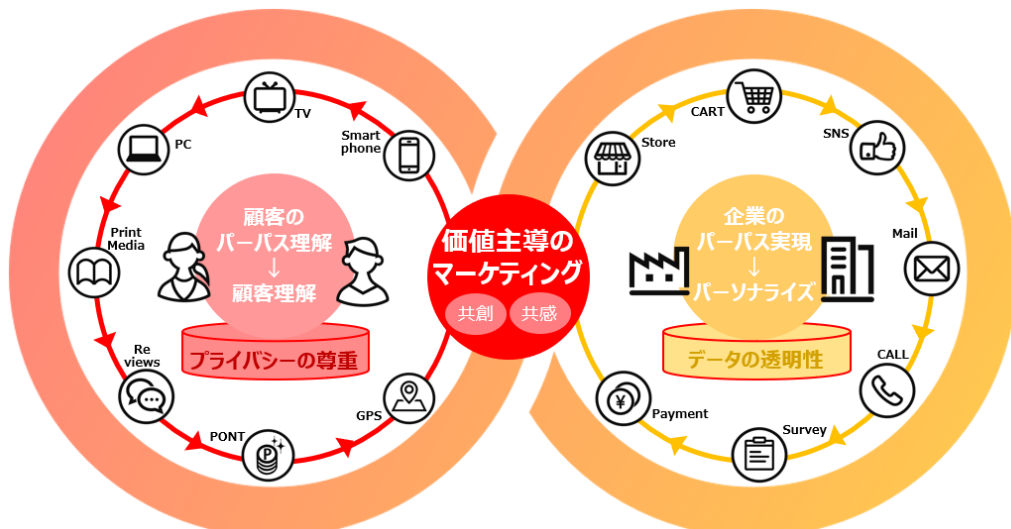 TV
PC
Smart
phone
Print
Media
顧客の
パーパス理解
↓
顧客理解
プライバシーの尊重
Re
views
PONT
P
GPS
価値主導の
マーケティング
共創
共感
CART
Store
SNS
Mail
企業の
パーパス実現
↓
パーソナライズ
データの透明性
CALL
Payment
¥
Survey